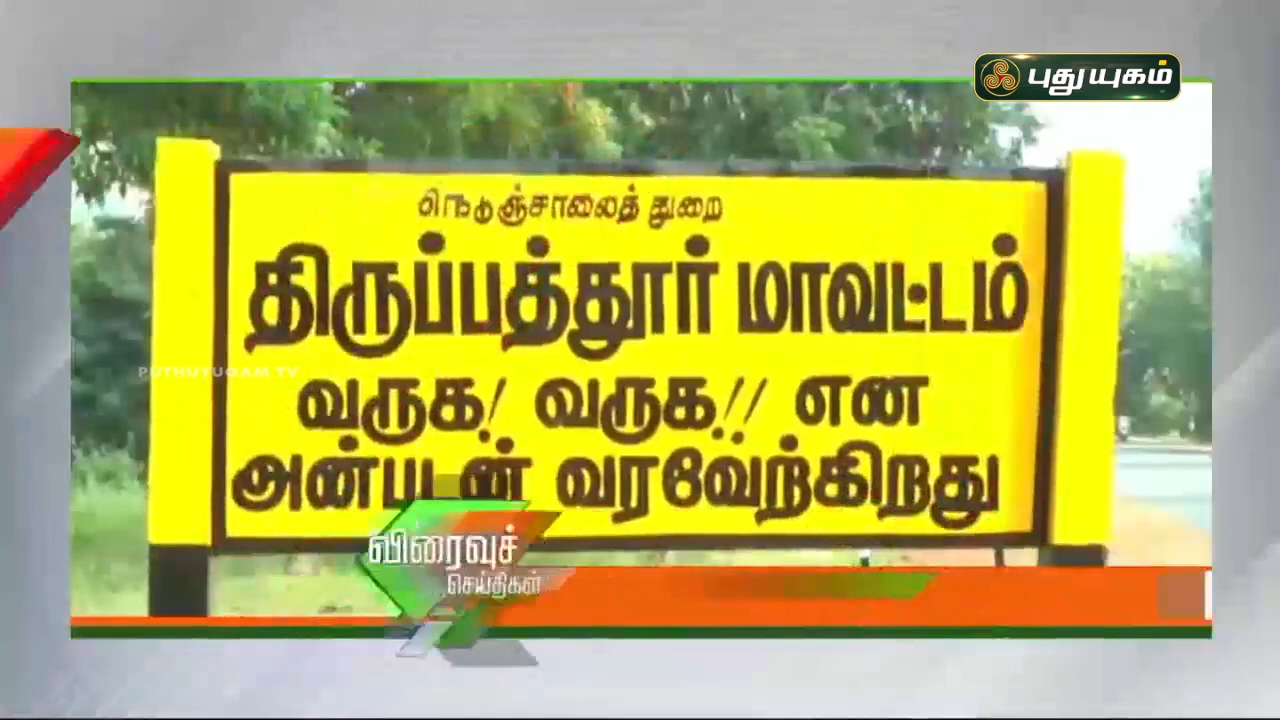 புதுயுகம்
நெடுஞ்சாலைத் துறை
திருப்பத்தூர் மாவட்டம்
PUTHUYUGAM TV
வருக! வருக!! என
அன்புடன் வரவேற்கிறது
விரைவுச்
செய்திகள்